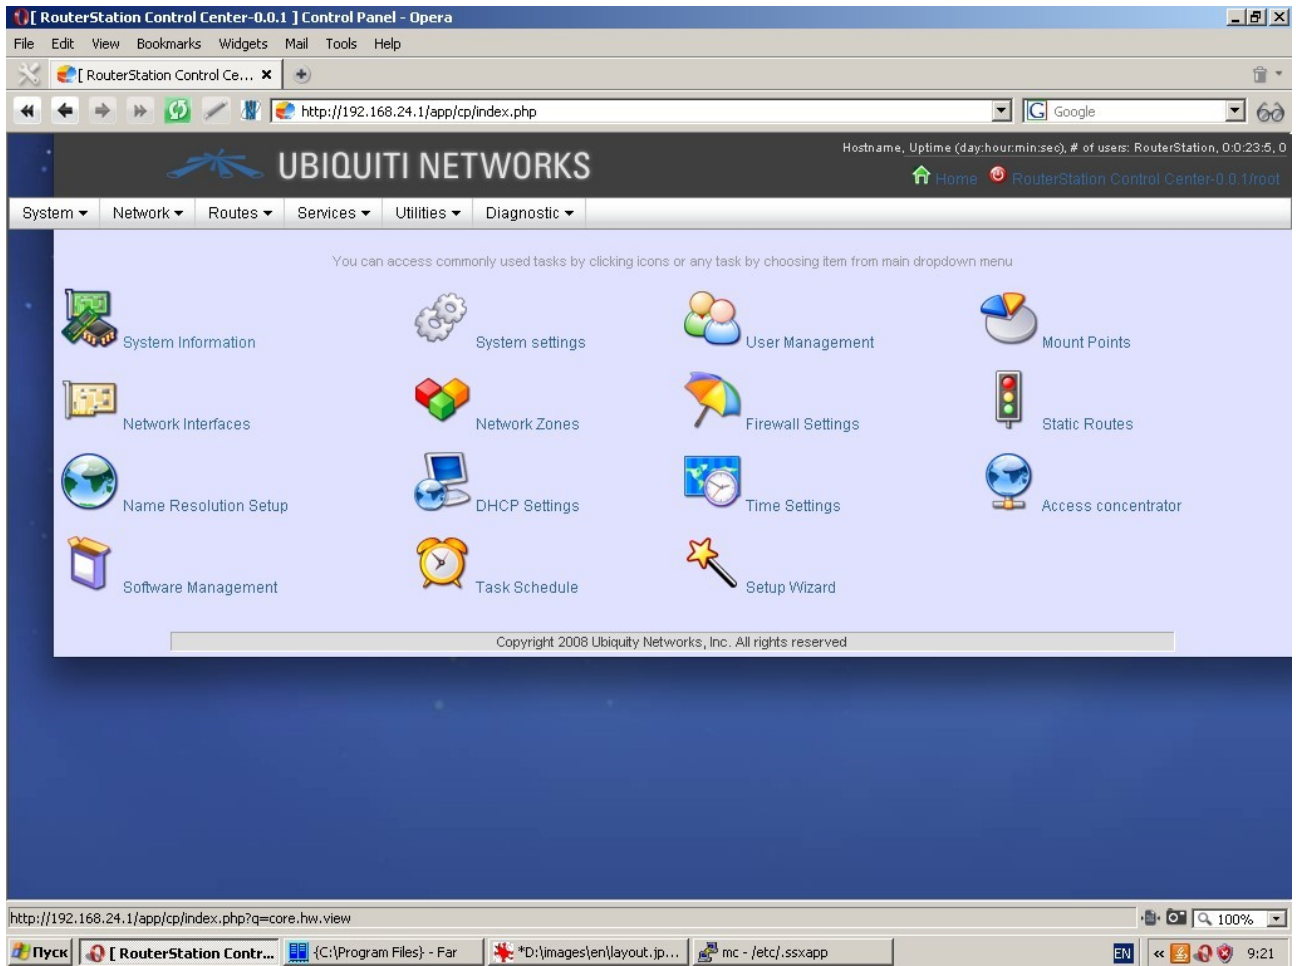 [ RouterStation Control Center-0.0.1 ] Control Panel - Opera
File Edit View Bookmarks Widgets Mail Tools Help
[ RouterStation Control Ce...
http://192.168.24.1/app/cp/index.php Google
UBIQUITI NETWORKS
Hostname, Uptime (day:hour:min:sec), # of users: RouterStation, 0:0:23:5, 0
Home RouterStation Control Center-0.0.1/root
System Network Routes Services Utilities Diagnostic
You can access commonly used tasks by clicking icons or any task by choosing item from main dropdown menu
System Information System settings User Management Mount Points
Network Interfaces Network Zones Firewall Settings Static Routes
Name Resolution Setup DHCP Settings Time Settings Access concentrator
Software Management Task Schedule Setup Wizard
Copyright 2008 Ubiquity Networks, Inc. All rights reserved
http://192.168.24.1/app/cp/index.php?q=core.hw.view 100%
Пуск [ RouterStation Contr... {C:\Program Files} - Far *D:\images\en\layout.jp... mc - /etc/.ssxapp EN « 9:21